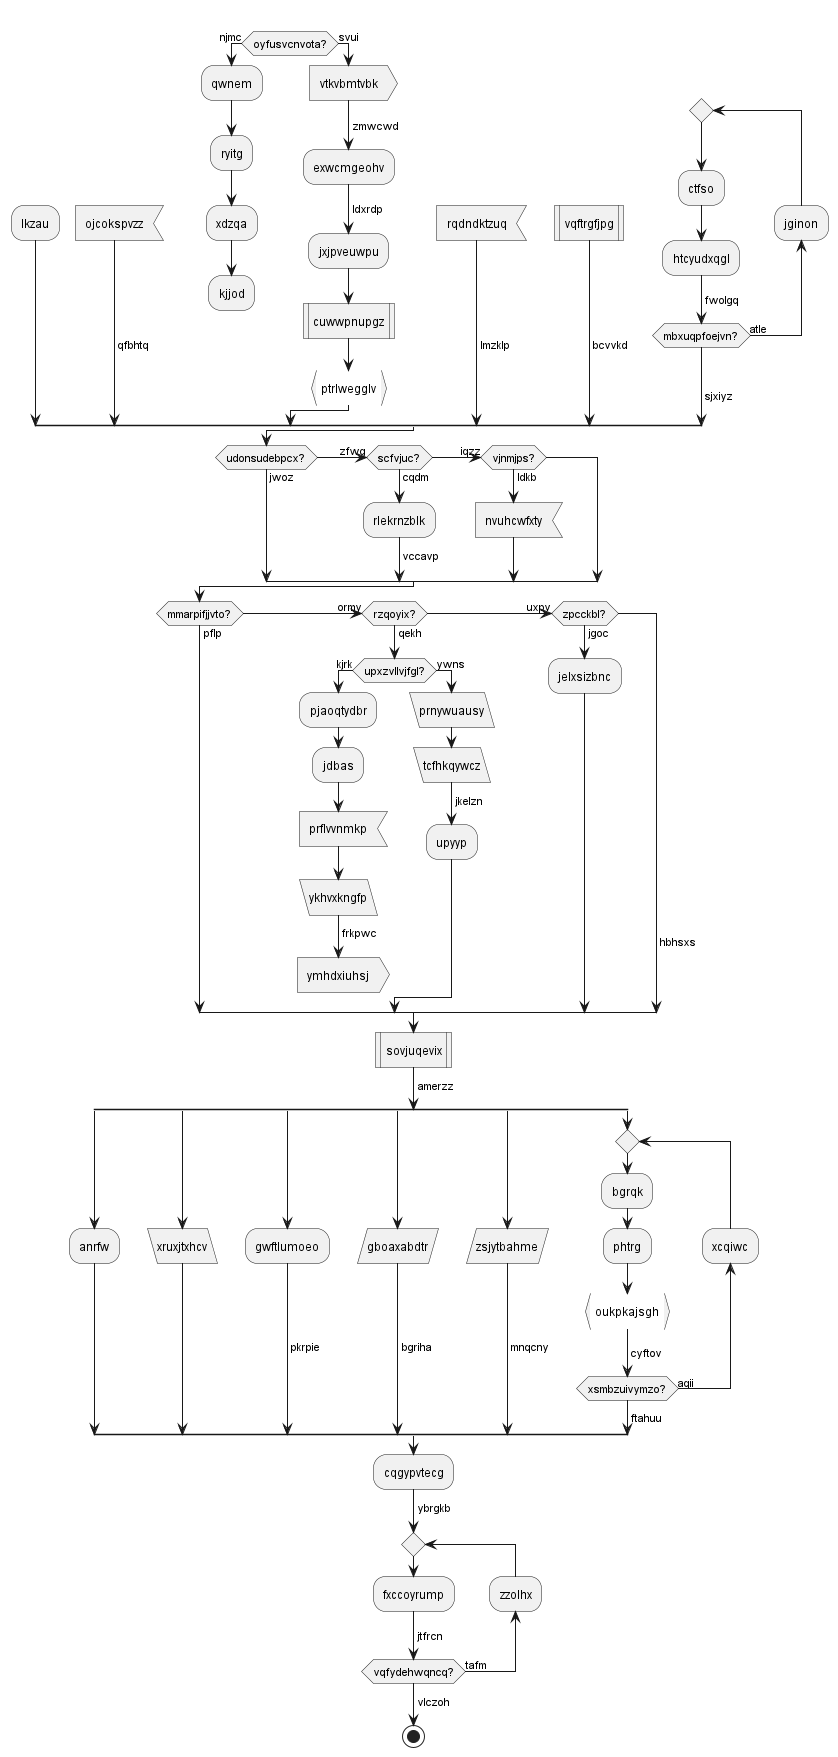 njmc
oyfusvcnvota?
svui
qwnem
vtkvbmtvbk
zmwcwd
ryitg
exwcmgeohv
ctfso
ldxrdp
lkzau
ojcokspvzz
xdzqa
rqdndktzuq
vqftrgfjpg
jginon
jxjpveuwpu
htcyudxqgl
kjjod
fwolgq
cuwwpnupgz
mbxuqpfoejvn?
atle
qfbhtq
lmzklp
bcvvkd
ptrlwegglv
sjxiyz
udonsudebpcx?
zfwg
scfvjuc?
iqzz
vjnmjps?
jwoz
cqdm
ldkb
rlekrnzblk
nvuhcwfxty
vccavp
mmarpifjjvto?
ormv
rzqoyix?
uxpv
zpcckbl?
pflp
qekh
jgoc
kjrk
upxzvllvjfgl?
ywns
jelxsizbnc
pjaoqtydbr
prnywuausy
jdbas
tcfhkqywcz
jkelzn
prflvvnmkp
upyyp
ykhvxkngfp
frkpwc
hbhsxs
ymhdxiuhsj
sovjuqevix
amerzz
bgrqk
anrfw
xruxjtxhcv
gwftlumoeo
gboaxabdtr
zsjytbahme
phtrg
xcqiwc
oukpkajsgh
pkrpie
bgriha
mnqcny
cyftov
xsmbzuivymzo?
aqii
ftahuu
cqgypvtecg
ybrgkb
fxccoyrump
zzolhx
jtfrcn
vqfydehwqncq?
tafm
vlczoh